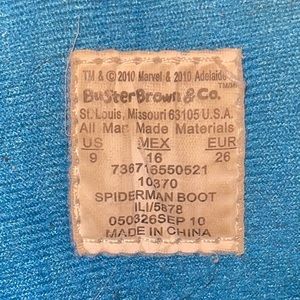 TM & © 2010 Marvel & 2010 Adelaide
BusterBrown & Co.
St. Louis, Missouri 63105 U.S.A.
All Man Made Materials
US MEX EUR
9 16 26
736716550521
10370
SPIDERMAN BOOT
ILI/5878
050326SEP 10
MADE IN CHINA